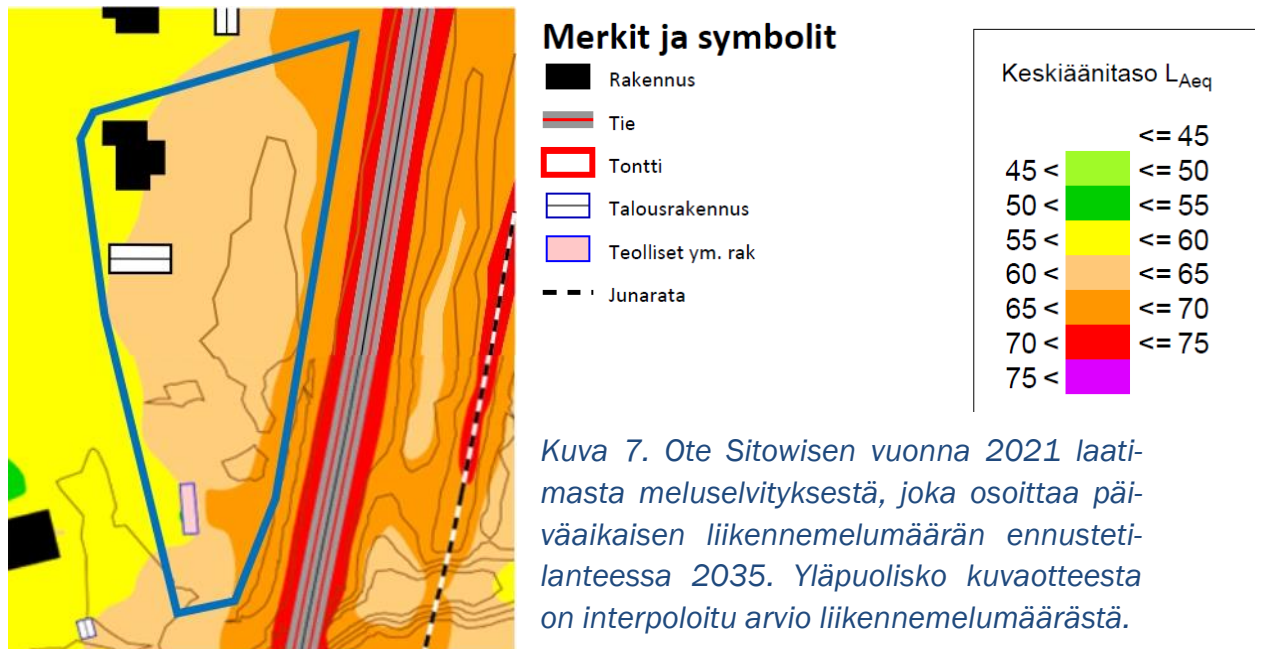 Merkit ja symbolit
Rakennus
Tie
Tontti
Talousrakennus
Teolliset ym. rak
Junarata
Keskiäänitaso LAeq
<= 45
45 < <= 50
50 < <= 55
55 < <= 60
60 < <= 65
65 < <= 70
70 < <= 75
75 <
Kuva 7. Ote Sitowisen vuonna 2021 laati-
masta meluselvityksestä, joka osoittaa päi-
väaikaisen liikennemelumäärän ennusteti-
lanteessa 2035. Yläpuolisko kuvaotteesta
on interpoloitu arvio liikennemelumäärästä.